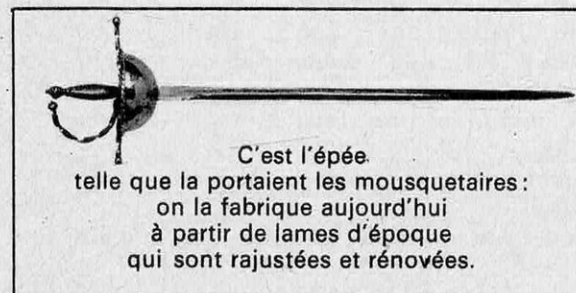 C'est l'épée
telle que la portaient les mousquetaires :
on la fabrique aujourd'hui
à partir de lames d'époque
qui sont rajustées et rénovées.